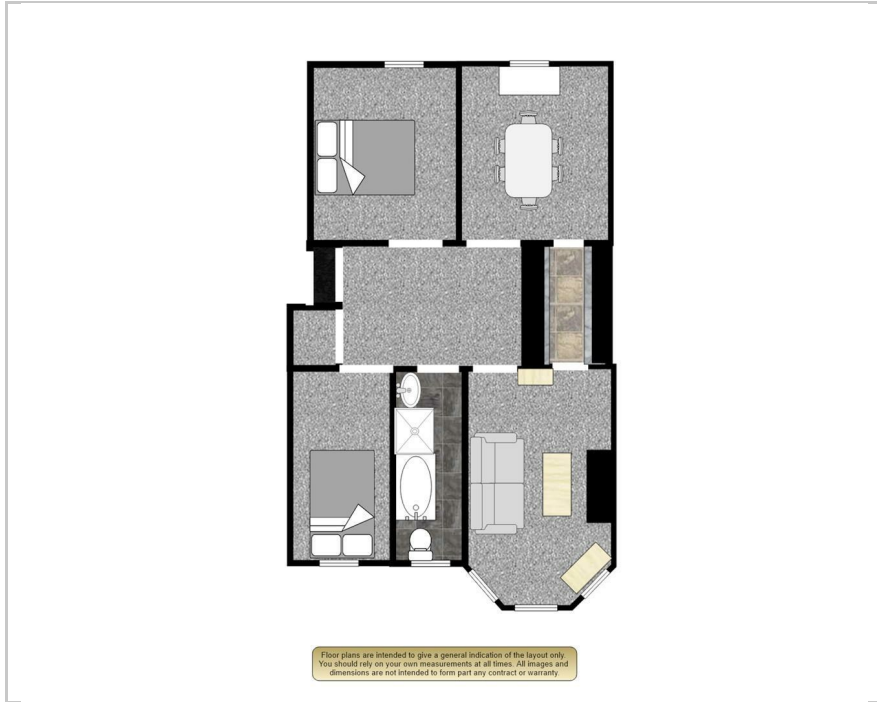 Floor plans are intended to give a general indication of the layout only.
You should rely on your own measurements at all times. All images and
dimensions are not intended to form part any contract or warranty.